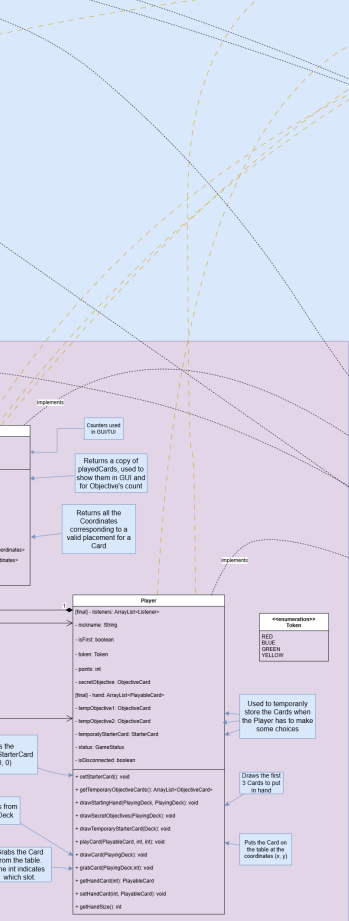 implements
Counters used
in GUI/TUI
Returns a copy of
playedCards, used to
show them in GUI and
for Objective's count
Returns all the
Coordinates
corresponding to a
valid placement for a
Card
ordinates>
dinates>
implements
1
Player
{final} - listeners: ArrayList<Listener>
- nickname: String
- isFirst: boolean
- token: Token
- points: int
- secretObjective: ObjectiveCard
{final} - hand: ArrayList<PlayableCard>
- tempObjective1: ObjectiveCard
- tempObjective2: ObjectiveCard
- temporaryStarterCard: StarterCard
- status: GameStatus
- isDisconnected: boolean
+ setStarterCard(): void
+ getTemporaryObjectiveCards(): ArrayList<ObjectiveCard>
+ drawStartingHand(PlayingDeck, PlayingDeck): void
+ drawSecretObjectives(PlayingDeck): void
+ drawTemporaryStarterCard(Deck): void
+ playCard(PlayableCard, int, int): void
+ drawCard(PlayingDeck): void
+ grabCard(PlayingDeck,int): void
+ getHandCard(int): PlayableCard
+ setHandCard(int, PlayableCard): void
+ getHandSize(): int
<<enumeration>>
Token
RED
BLUE
GREEN
YELLOW
Used to temporarily
store the Cards when
the Player has to make
some choices
Draws the first
3 Cards to put
in hand
Puts the Card on
the table at the
coordinates (x, y)
s the
StarterCard
0, 0)
s from
Deck
Grabs the Card
from the table.
he int indicates
which slot.